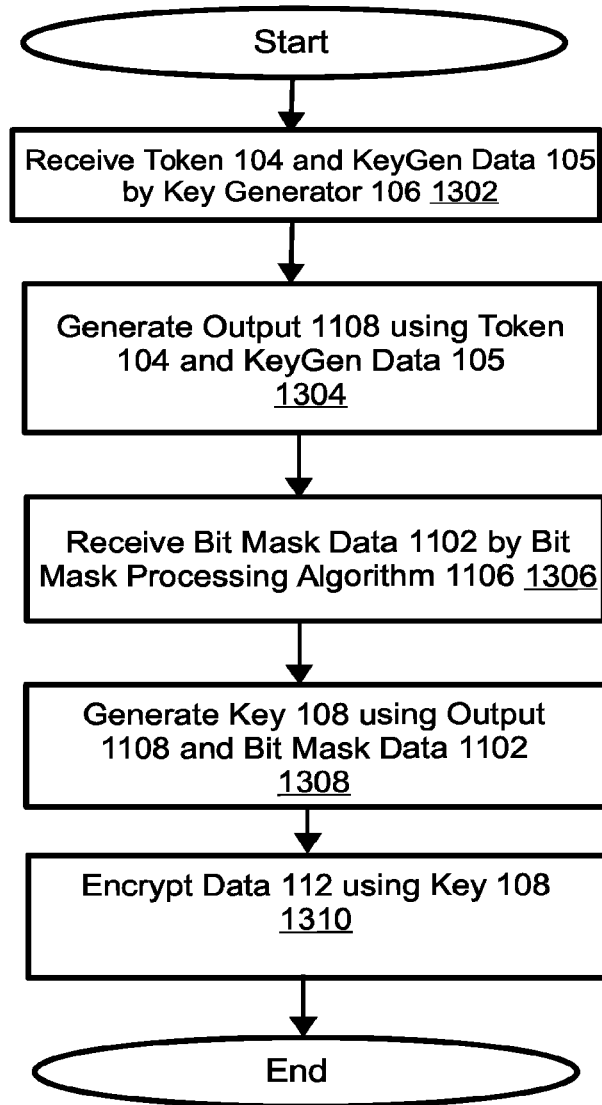 Start
Receive Token 104 and KeyGen Data 105
by Key Generator 106 1302
Generate Output 1108 using Token
104 and KeyGen Data 105
1304
Receive Bit Mask Data 1102 by Bit
Mask Processing Algorithm 1106 1306
Generate Key 108 using Output
1108 and Bit Mask Data 1102
1308
Encrypt Data 112 using Key 108
1310
End